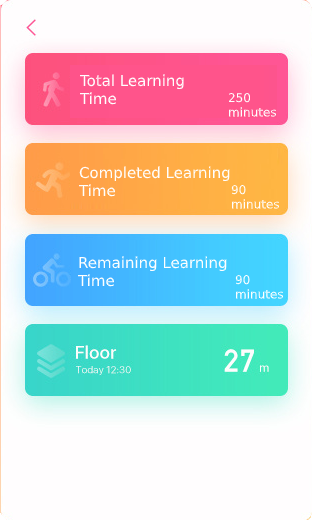 Total Learning
Time
250
minutes
Completed Learning
Time
90
minutes
Remaining Learning
Time
90
minutes
Floor
Today 12:30
27 m